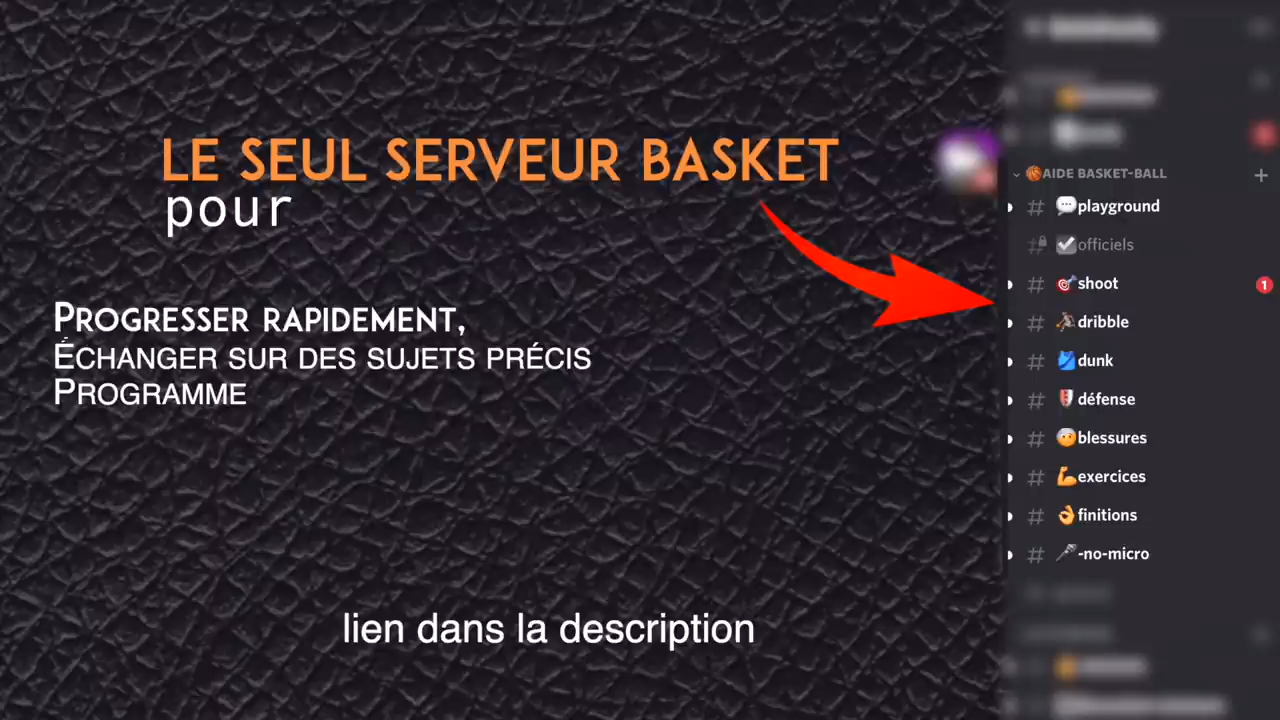 LE SEUL SERVEUR BASKET
pour
PROGRESSER RAPIDEMENT,
ÉCHANGER SUR DES SUJETS PRÉCIS
PROGRAMME
lien dans la description
AIDE BASKET-BALL
playground
officiels
shoot 1
dribble
dunk
défense
blessures
exercices
finitions
-no-micro